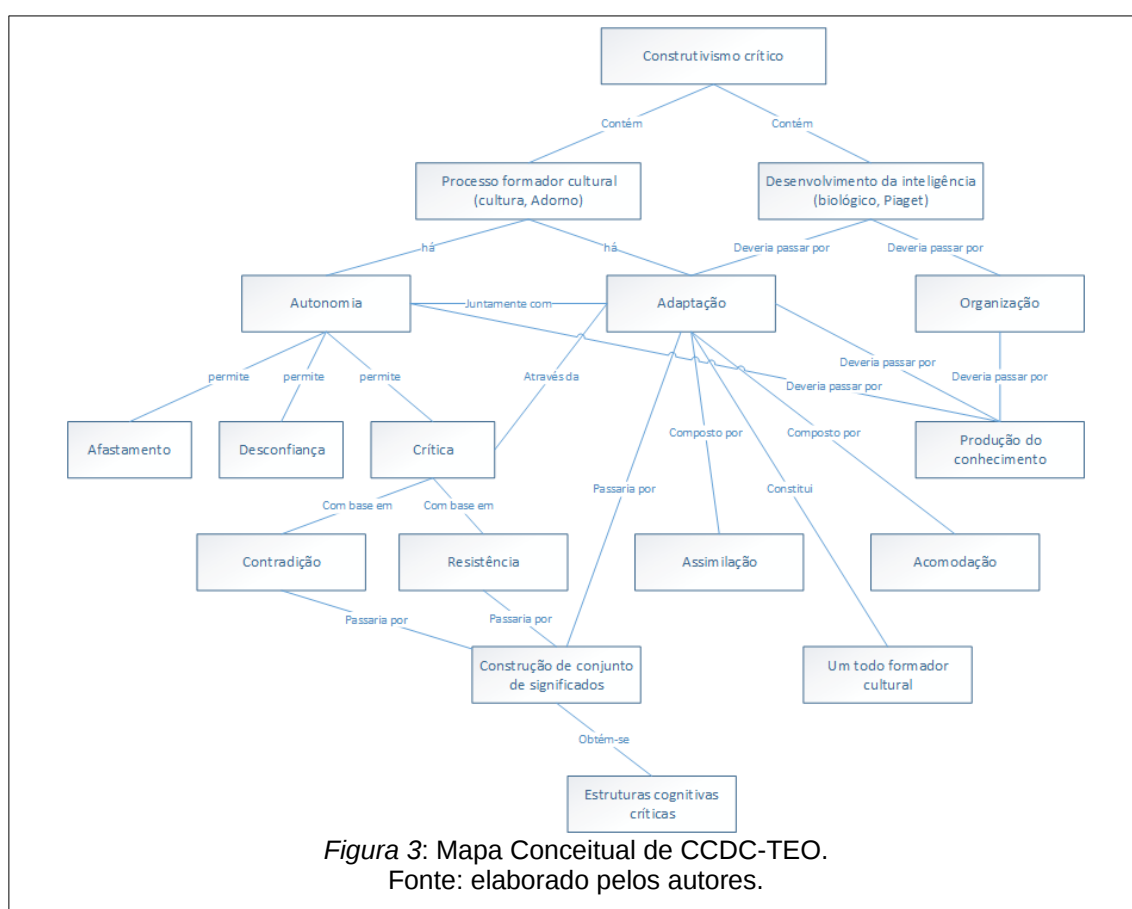 Construtivismo crítico
Contém
Contém
Processo formador cultural
(cultura, Adorno)
Desenvolvimento da inteligência
(biológico, Piaget)
há
há
Deveria passar por
Deveria passar por
Autonomia
Juntamente com
Adaptação
Organização
permite
permite
permite
Através da
Deveria passar por
Deveria passar por
Deveria passar por
Afastamento
Desconfiança
Crítica
Composto por
Composto por
Produção do
conhecimento
Com base em
Com base em
Passaria por
Constitui
Contradição
Resistência
Assimilação
Acomodação
Passaria por
Passaria por
Construção de conjunto
de significados
Um todo formador
cultural
Obtém-se
Estruturas cognitivas
críticas
Figura 3: Mapa Conceitual de CCDC-TEO.
Fonte: elaborado pelos autores.